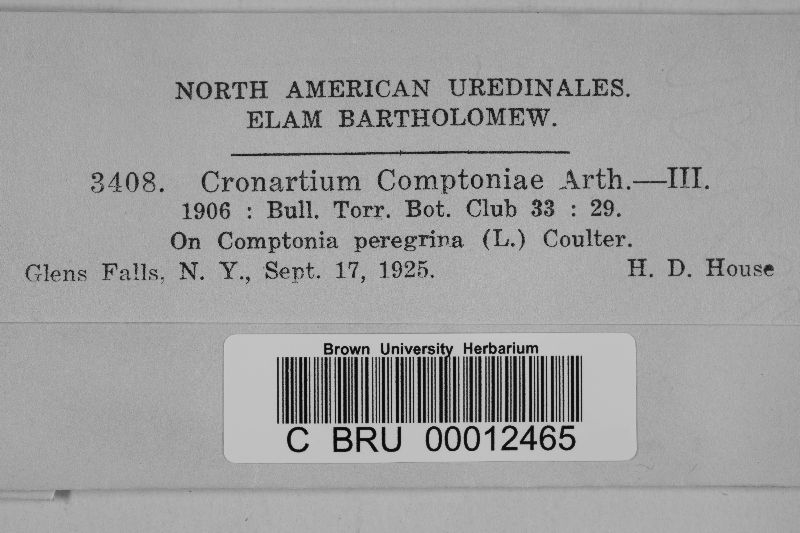 NORTH AMERICAN UREDINALES.
ELAM BARTHOLOMEW.
3408. Cronartium Comptoniae Arth.—III.
1906 : Bull. Torr. Bot. Club 33 : 29.
On Comptonia peregrina (L.) Coulter.
Glens Falls, N. Y., Sept. 17, 1925. H. D. House
Brown University Herbarium
C BRU 00012465